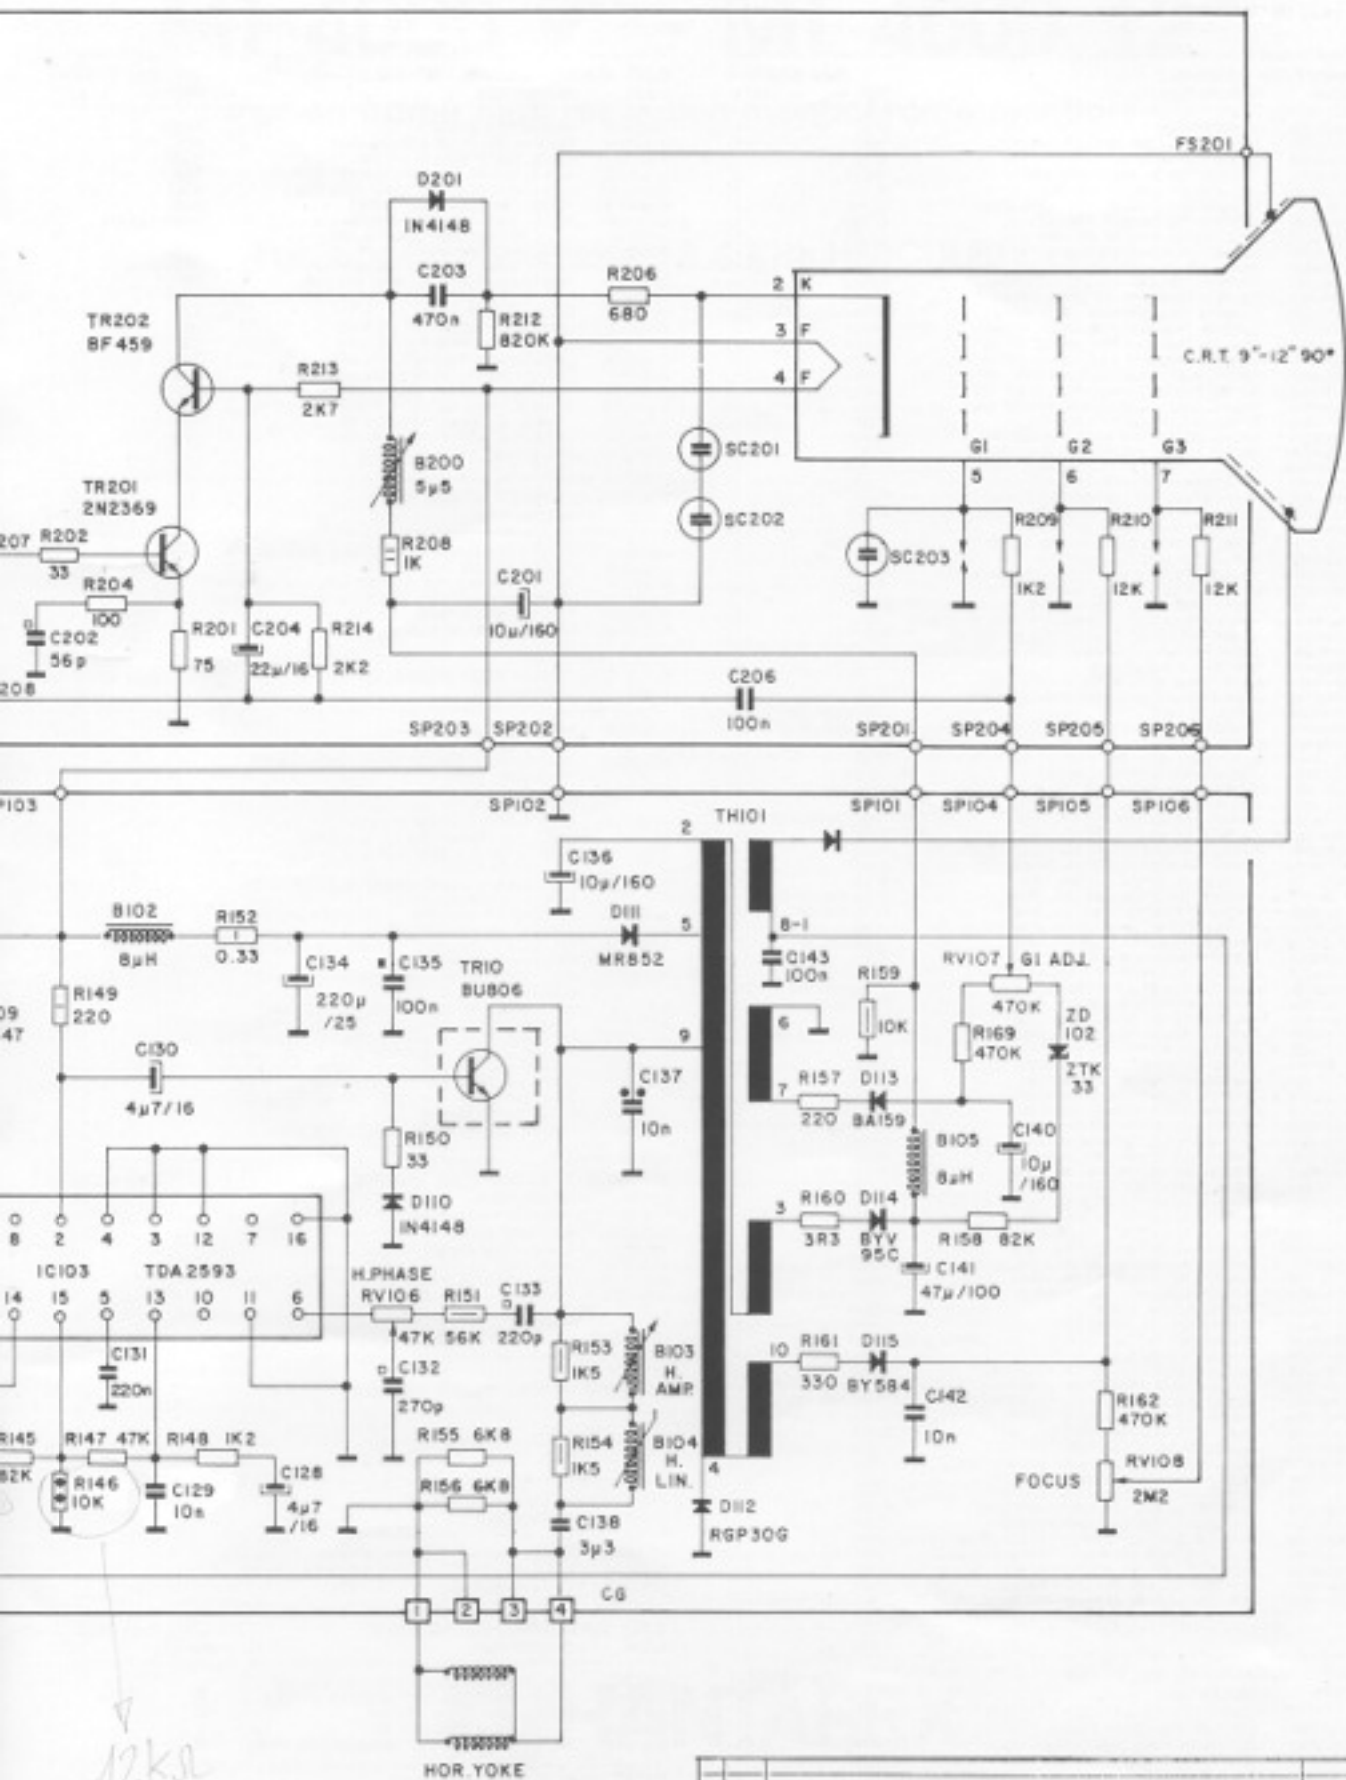 FS201
D201
1N4148
C203
470n
R206
680
2 K
R212
820K
3 F
4 F
TR202
BF459
R213
2K7
C.R.T. 9"-12" 90°
B200
5µ5
SC201
SC202
G1 G2 G3
5 6 7
TR201
2N2369
207 R202
33
R204
100
R208
1K
C201
10µ/160
SC203
R209
1K2
R210
12K
R211
12K
C202
56p
R201
75
C204
22µ/16
R214
2K2
208
C206
100n
SP203 SP202 SP201 SP204 SP205 SP206
P103 SP102 SP101 SP104 SP105 SP106
TH101
2
C136
10µ/160
B102
8µH
R152
0.33
D111
MR852
5
8-1
C134
220µ
/25
C135
100n
TR10
BU806
C143
100n
R159
10K
RV107 G1 ADJ.
470K
R149
220
09
47
9
6
R169
470K
ZD
102
ZTK
33
C130
4µ7/16
C137
10n
7
R157
220
D113
BA159
R150
33
B105
8µH
C140
10µ
/160
D110
1N4148
3
R160
3R3
D114
BYV
95C
R158 82K
8 2 4 3 12 7 16
IC103 TDA2593
14 15 5 13 10 11 6
C141
47µ/100
H.PHASE
RV106
47K
R151
56K
C133
220p
C131
220n
C132
270p
R153
1K5
B103
H.
AMP.
10
R161
330
D115
BY584
C142
10n
R162
470K
R145
82K
R147 47K
R148 1K2
R155 6K8
R156 6K8
R154
1K5
B104
H.
LIN.
4
R146
10K
C129
10n
C128
4µ7
/16
C138
3µ3
D112
RGP30G
FOCUS
RV108
2M2
C6
1 2 3 4
12KΩ
HOR.YOKE